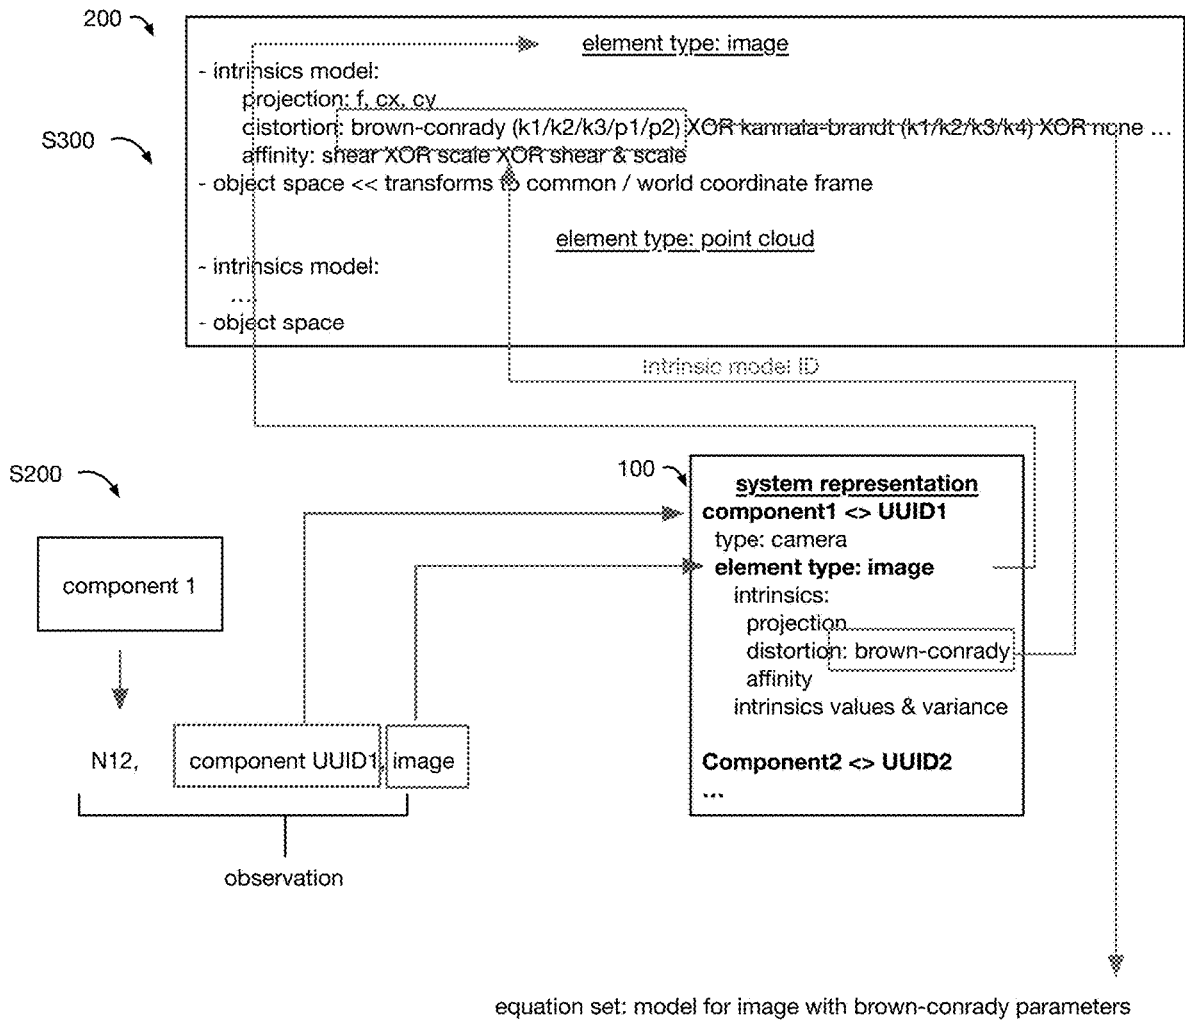 200
element type: image
- intrinsics model:
projection: f, cx, cy
distortion: brown-conrady (k1/k2/k3/p1/p2) XOR kannala-brandt (k1/k2/k3/k4) XOR none ...
S300
affinity: shear XOR scale XOR shear & scale
- object space << transforms to common / world coordinate frame
element type: point cloud
- intrinsics model:
....
- object space
Intrinsic model ID
S200
100
system representation
component1 <> UUID1
type: camera
element type: image
intrinsics:
projection
distortion: brown-conrady
affinity
intrinsics values & variance
Component2 <> UUID2
...
component 1
N12, component UUID1, image
observation
equation set: model for image with brown-conrady parameters